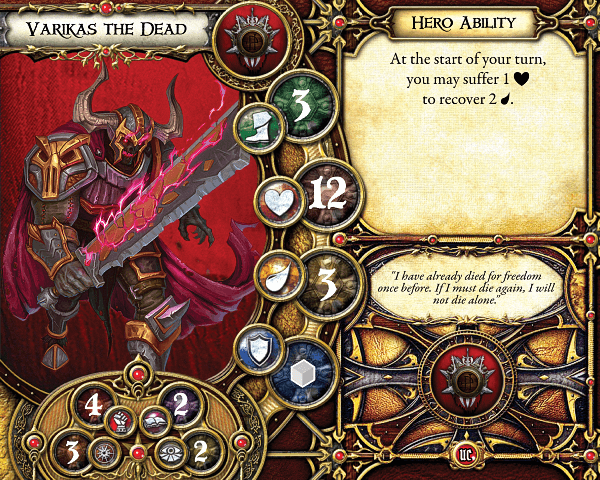 Varikas the Dead
3
12
3
4
2
3
2
Hero Ability
At the start of your turn,
you may suffer 1 ♥
to recover 2 .
"I have already died for freedom
once before. If I must die again, I will
not die alone."
UC